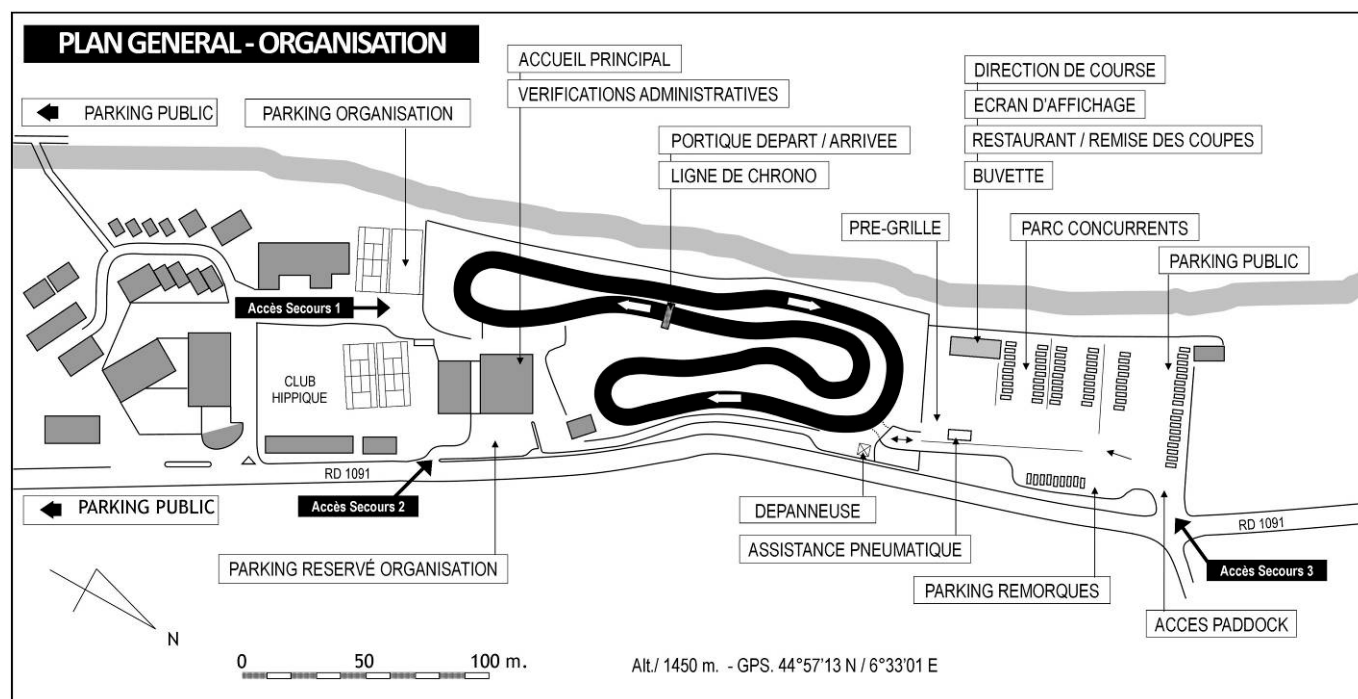 PLAN GENERAL - ORGANISATION
PARKING PUBLIC
PARKING ORGANISATION
ACCUEIL PRINCIPAL
VERIFICATIONS ADMINISTRATIVES
PORTIQUE DEPART / ARRIVEE
LIGNE DE CHRONO
DIRECTION DE COURSE
ECRAN D'AFFICHAGE
RESTAURANT / REMISE DES COUPES
BUVETTE
PRE-GRILLE
PARC CONCURRENTS
PARKING PUBLIC
Accès Secours 1
CLUB
HIPPIQUE
RD 1091
PARKING PUBLIC
Accès Secours 2
PARKING RESERVÉ ORGANISATION
DEPANNEUSE
ASSISTANCE PNEUMATIQUE
PARKING REMORQUES
ACCES PADDOCK
RD 1091
Accès Secours 3
N
0 50 100 m.
Alt./ 1450 m. - GPS. 44°57'13 N / 6°33'01 E